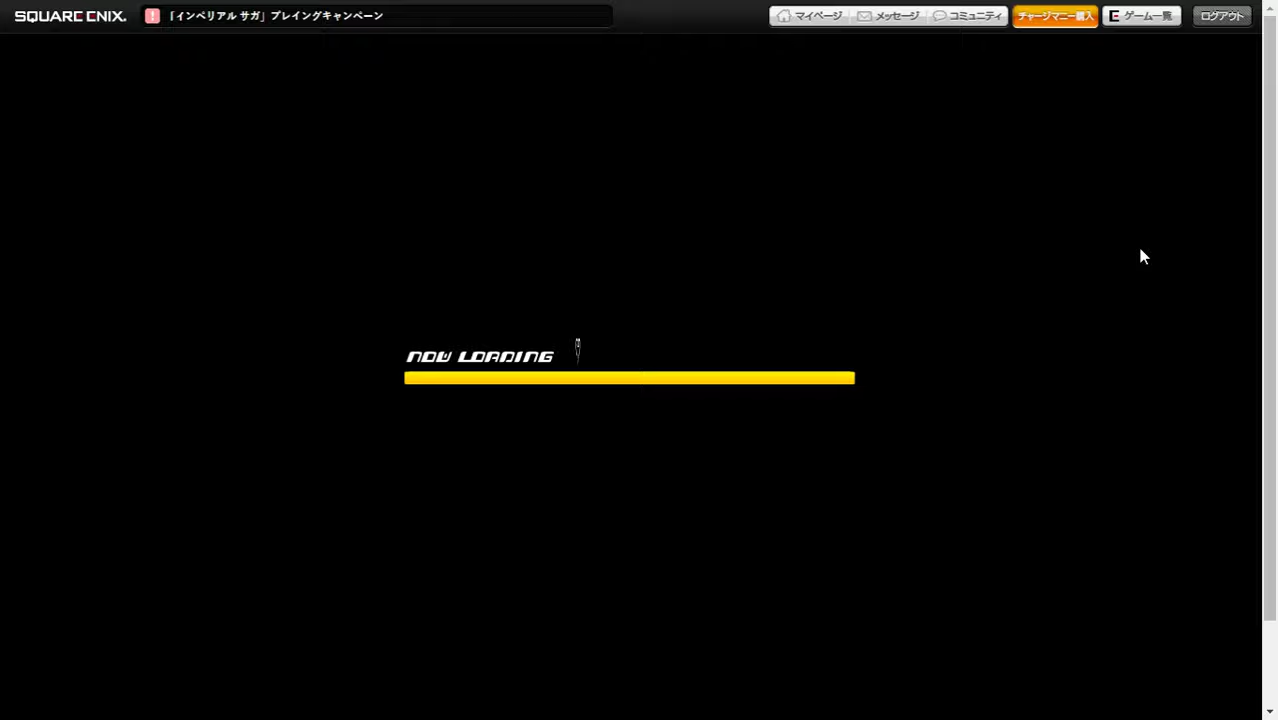 SQUARE ENIX.
「インペリアル サガ」プレイングキャンペーン
マイページ
メッセージ
コミュニティ
チャージマニー購入
ゲーム一覧
ログアウト
NOW LOADING